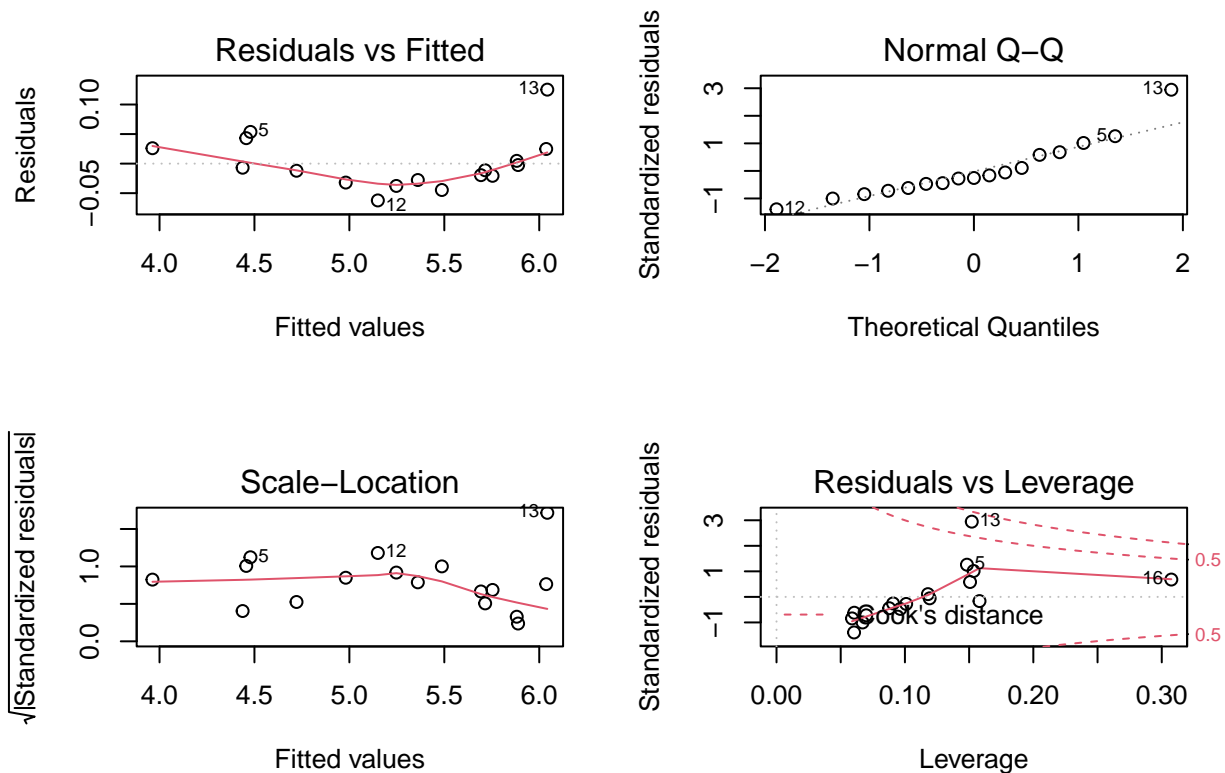 Residuals vs Fitted
Residuals
0.10
−0.05
13
5
12
4.0 4.5 5.0 5.5 6.0
Fitted values
Normal Q−Q
Standardized residuals
3
1
−1
13
5
12
−2 −1 0 1 2
Theoretical Quantiles
Scale−Location
√|Standardized residuals|
1.0
0.0
13
5
12
4.0 4.5 5.0 5.5 6.0
Fitted values
Residuals vs Leverage
Standardized residuals
3
1
−1
13
5
16
0.5
0.5
Cook's distance
0.00 0.10 0.20 0.30
Leverage